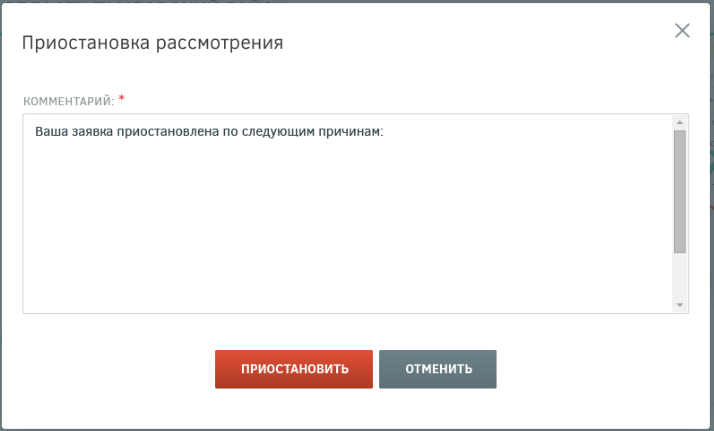 Приостановка рассмотрения
КОММЕНТАРИЙ: *
Ваша заявка приостановлена по следующим причинам:
ПРИОСТАНОВИТЬ
ОТМЕНИТЬ